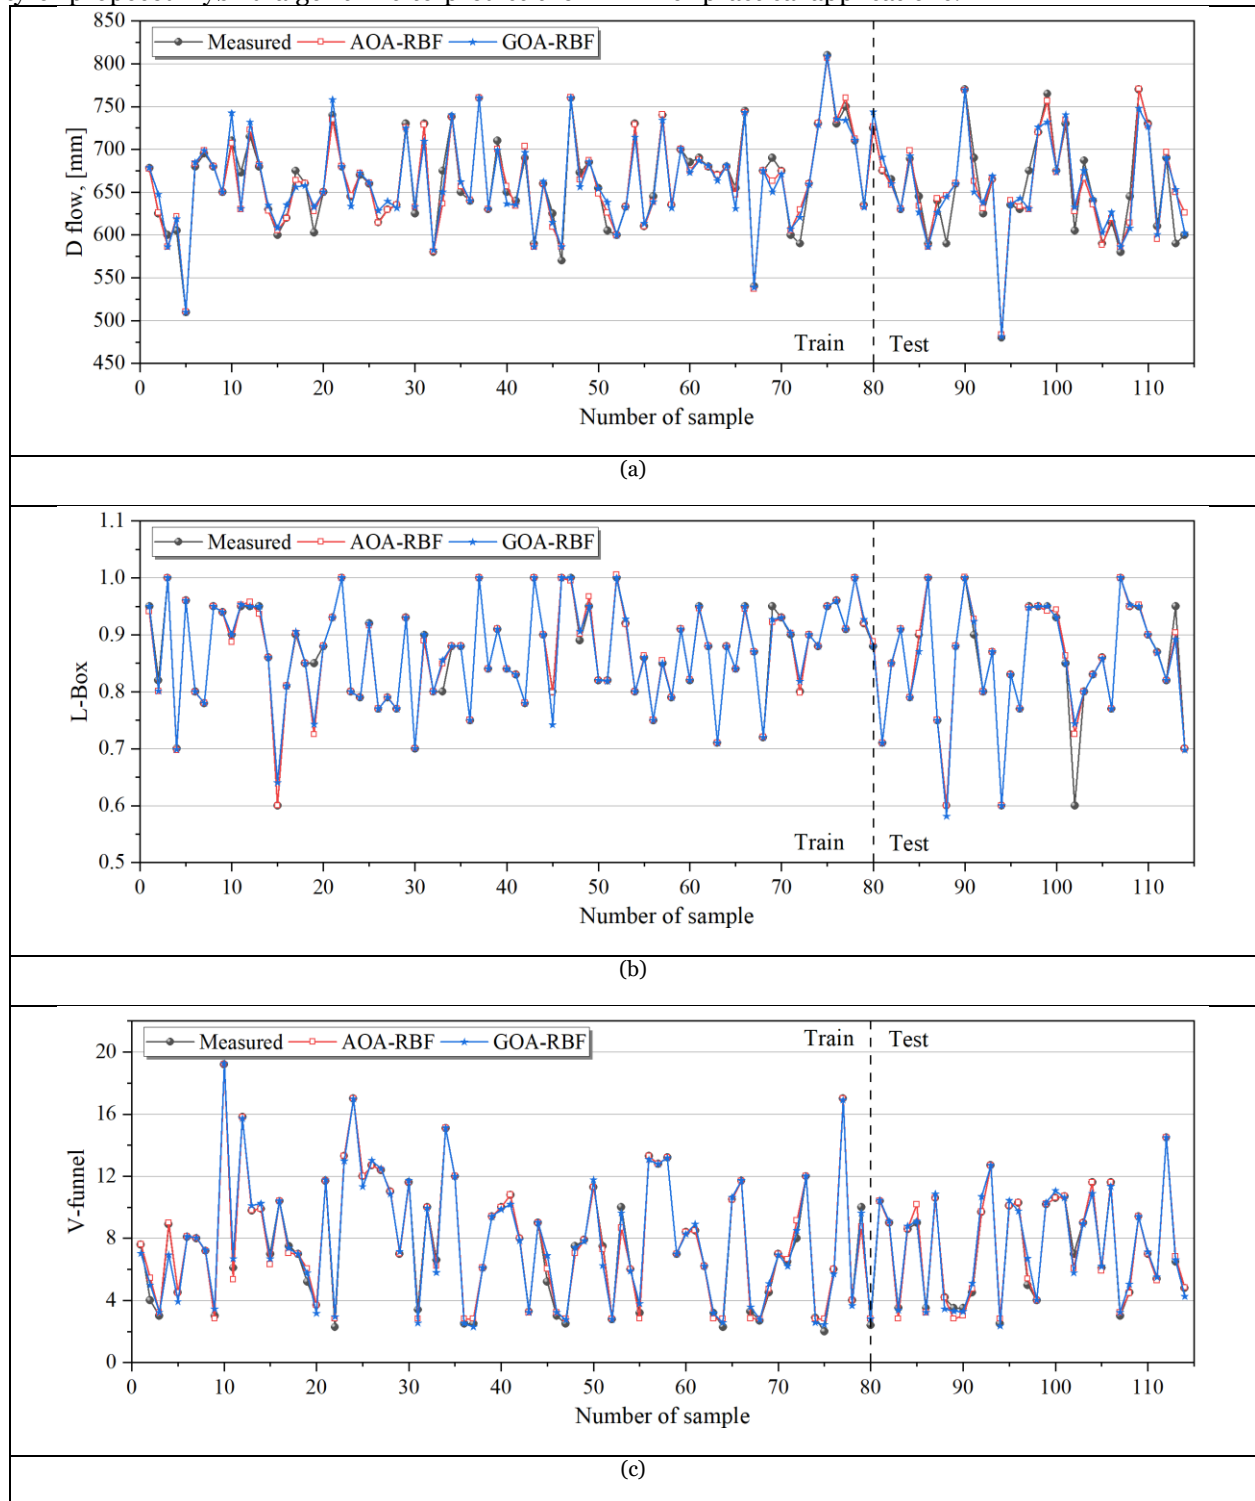 850
800
750
700
650
600
550
500
450
D flow, [mm]
Measured AOA-RBF GOA-RBF
Train Test
0 10 20 30 40 50 60 70 80 90 100 110
Number of sample
(a)
1.1
1.0
0.9
0.8
0.7
0.6
0.5
L-Box
Measured AOA-RBF GOA-RBF
Train Test
0 10 20 30 40 50 60 70 80 90 100 110
Number of sample
(b)
20
16
12
8
4
0
V-funnel
Measured AOA-RBF GOA-RBF
Train Test
0 10 20 30 40 50 60 70 80 90 100 110
Number of sample
(c)